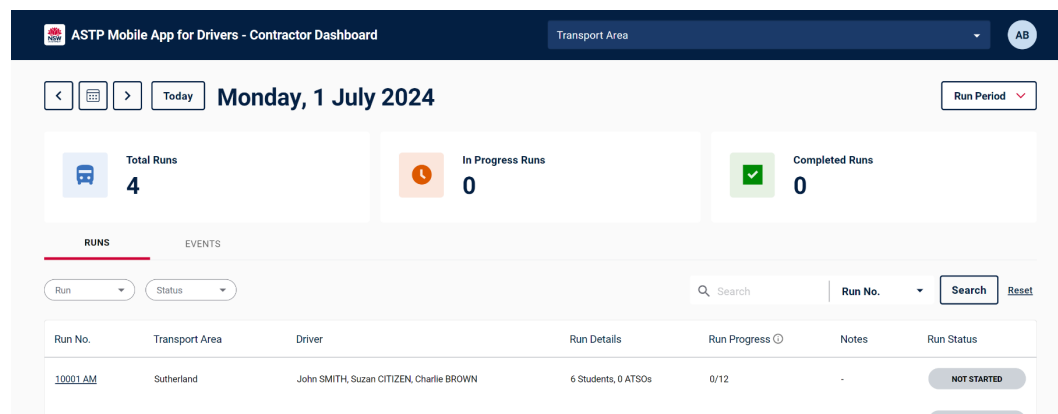 NSW
ASTP Mobile App for Drivers - Contractor Dashboard
Transport Area
AB
Today
Monday, 1 July 2024
Run Period
Total Runs
4
In Progress Runs
0
Completed Runs
0
RUNS
EVENTS
Run
Status
Search
Run No.
Search
Reset
Run No. Transport Area Driver Run Details Run Progress Notes Run Status
10001 AM Sutherland John SMITH, Suzan CITIZEN, Charlie BROWN 6 Students, 0 ATSOs 0/12 - NOT STARTED